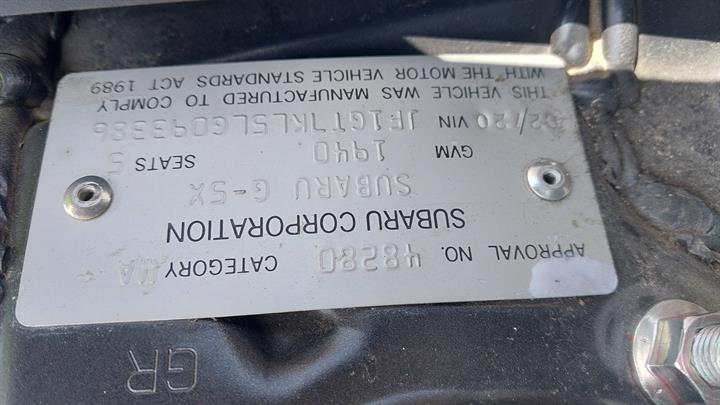 APPROVAL NO. 48280 CATEGORY MA
SUBARU CORPORATION
SUBARU G-5X
GVM 1940 SEATS 5
02/20 VIN JF1GT7KL5LG093386
THIS VEHICLE WAS MANUFACTURED TO COMPLY
WITH THE MOTOR VEHICLE STANDARDS ACT 1989
GR